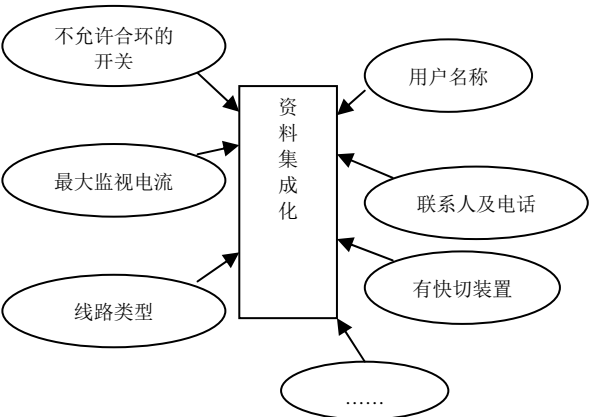 不允许合环的
开关
用户名称
资
料
集
成
化
最大监视电流
联系人及电话
线路类型
有快切装置
……